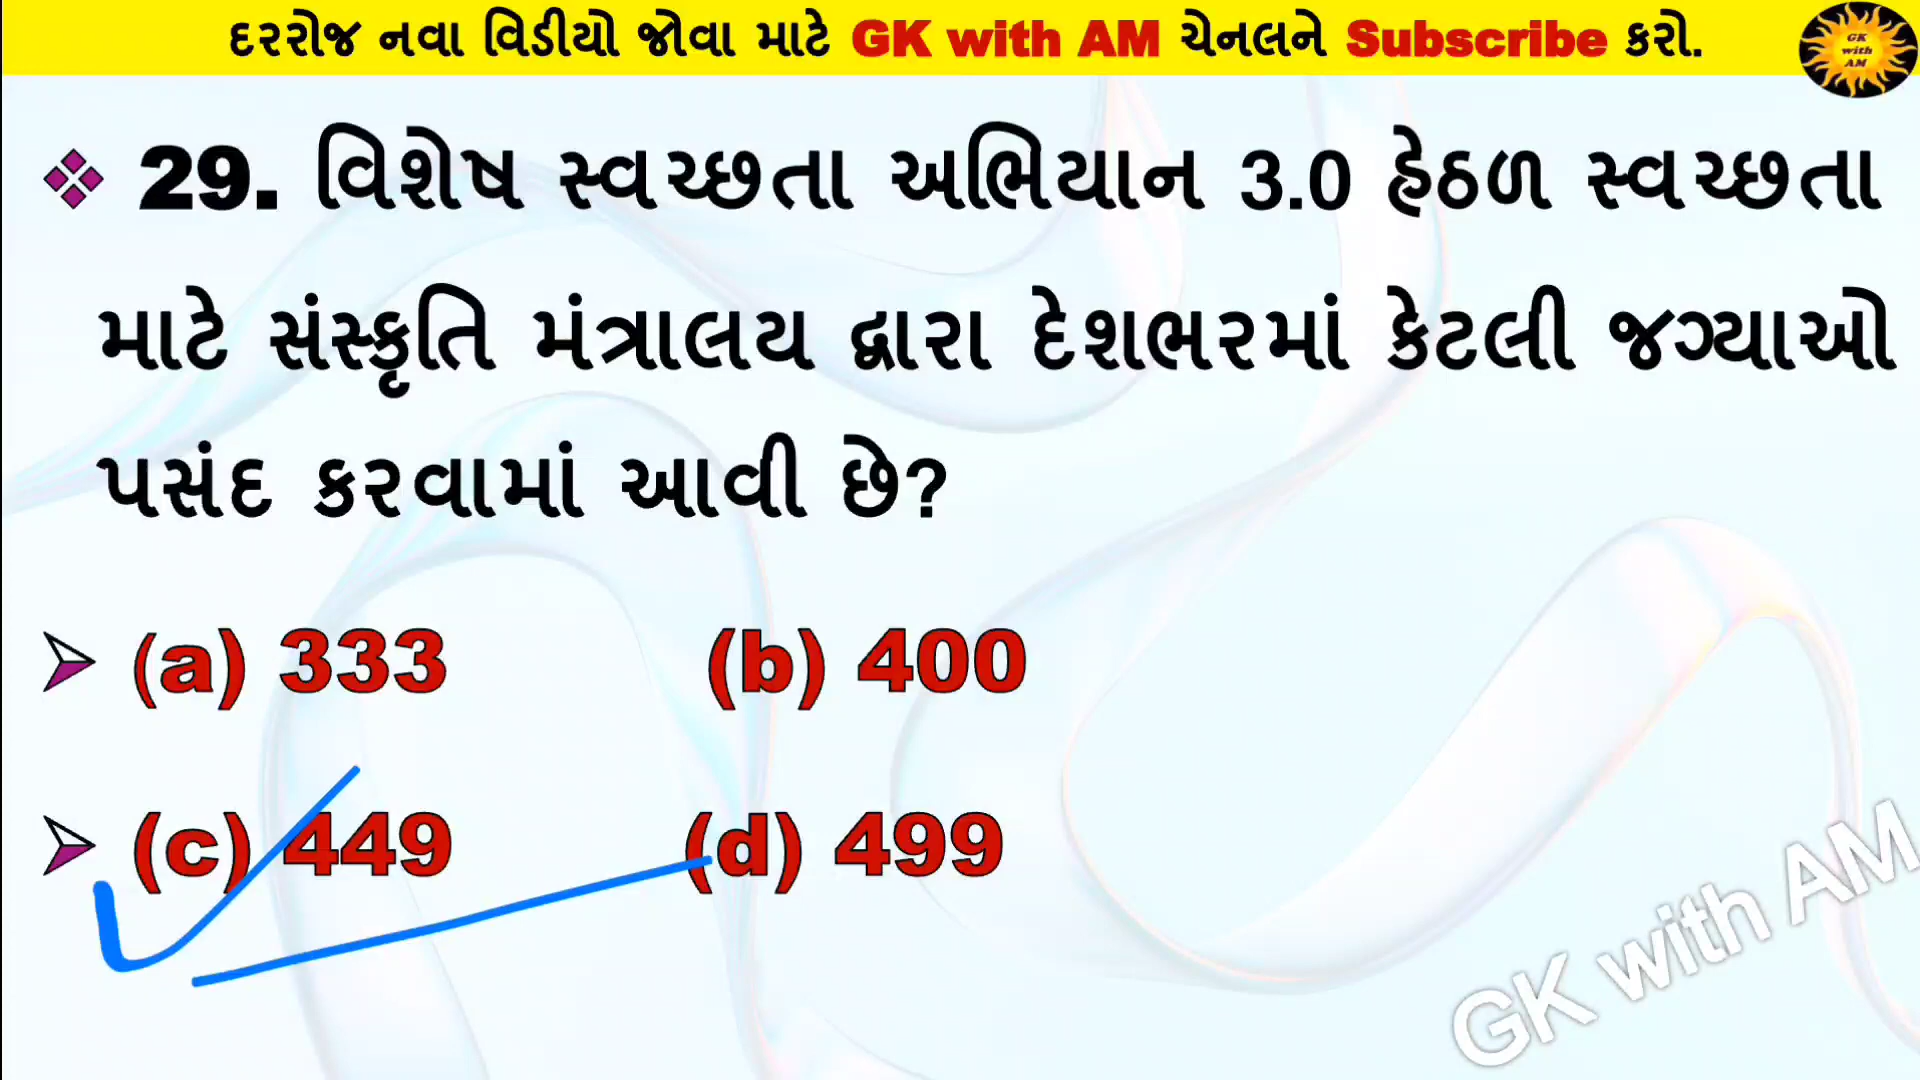 દરરોજ નવા વિડીયો જોવા માટે GK with AM ચેનલને Subscribe કરો.
GK
with
AM
29. વિશેષ સ્વચ્છતા અભિયાન 3.0 હેઠળ સ્વચ્છતા
માટે સંસ્કૃતિ મંત્રાલય દ્વારા દેશભરમાં કેટલી જગ્યાઓ
પસંદ કરવામાં આવી છે?
(a) 333 (b) 400
(c) 449 (d) 499
GK with AM